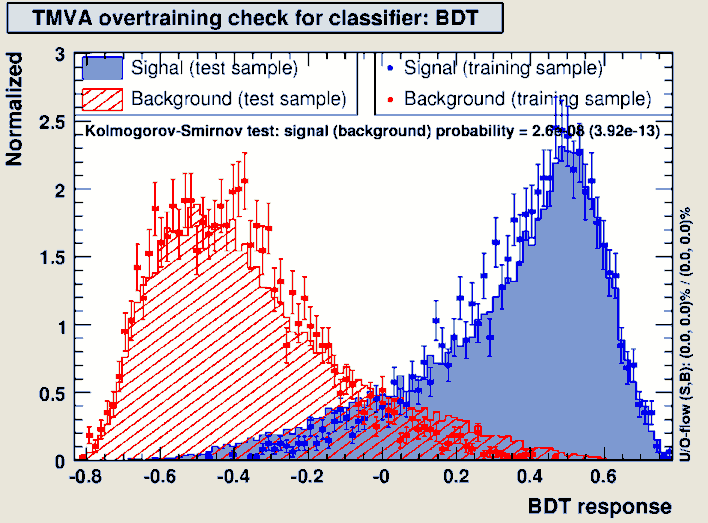 TMVA overtraining check for classifier: BDT
Normalized
Signal (test sample)
Background (test sample)
Signal (training sample)
Background (training sample)
Kolmogorov-Smirnov test: signal (background) probability = (3.92e-13)
3
2.5
2
1.5
1
0.5
0
-0.8 -0.6 -0.4 -0.2 -0 0.2 0.4 0.6
BDT response
U/O-flow (S,B): (0.0, 0.0)% / (0.0, 0.0)%